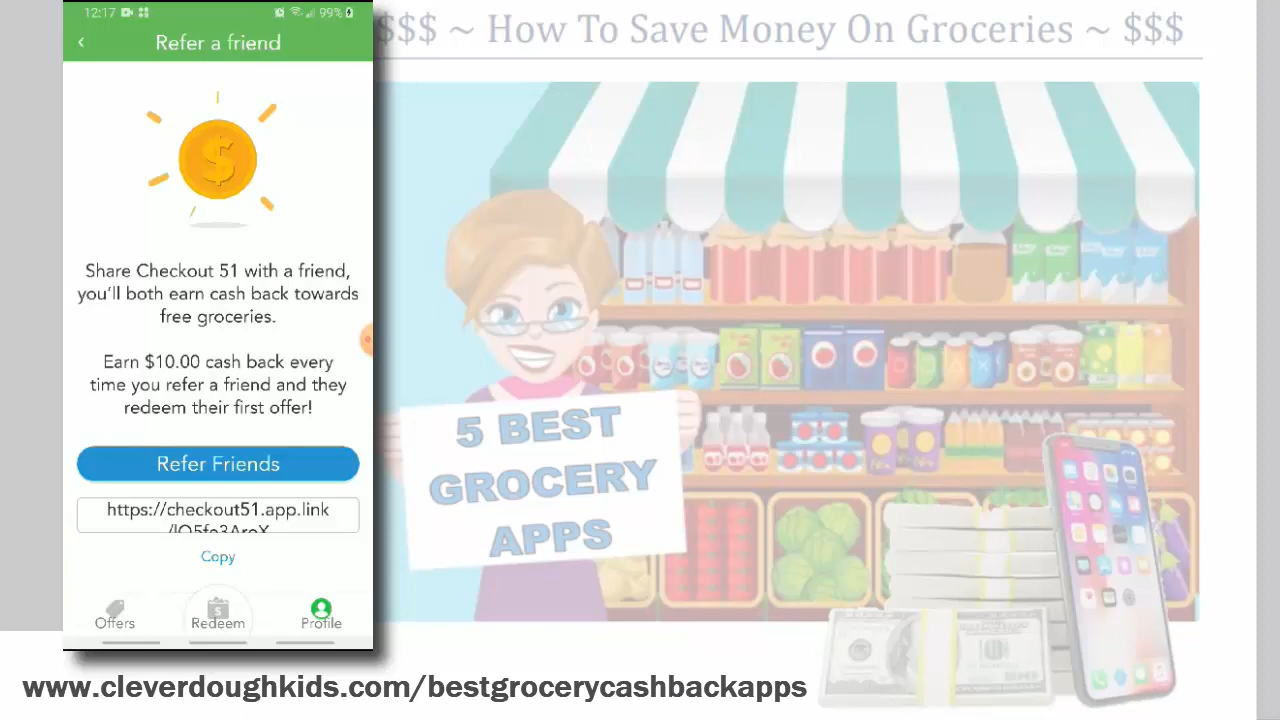 12:17
99%
Refer a friend
$$$ ~ How To Save Money On Groceries ~ $$$
$
Share Checkout 51 with a friend,
you'll both earn cash back towards
free groceries.
Earn $10.00 cash back every
time you refer a friend and they
redeem their first offer!
Refer Friends
https://checkout51.app.link
Copy
Offers
$
Redeem
Profile
5 BEST
GROCERY
APPS
www.cleverdoughkids.com/bestgrocerycashbackapps